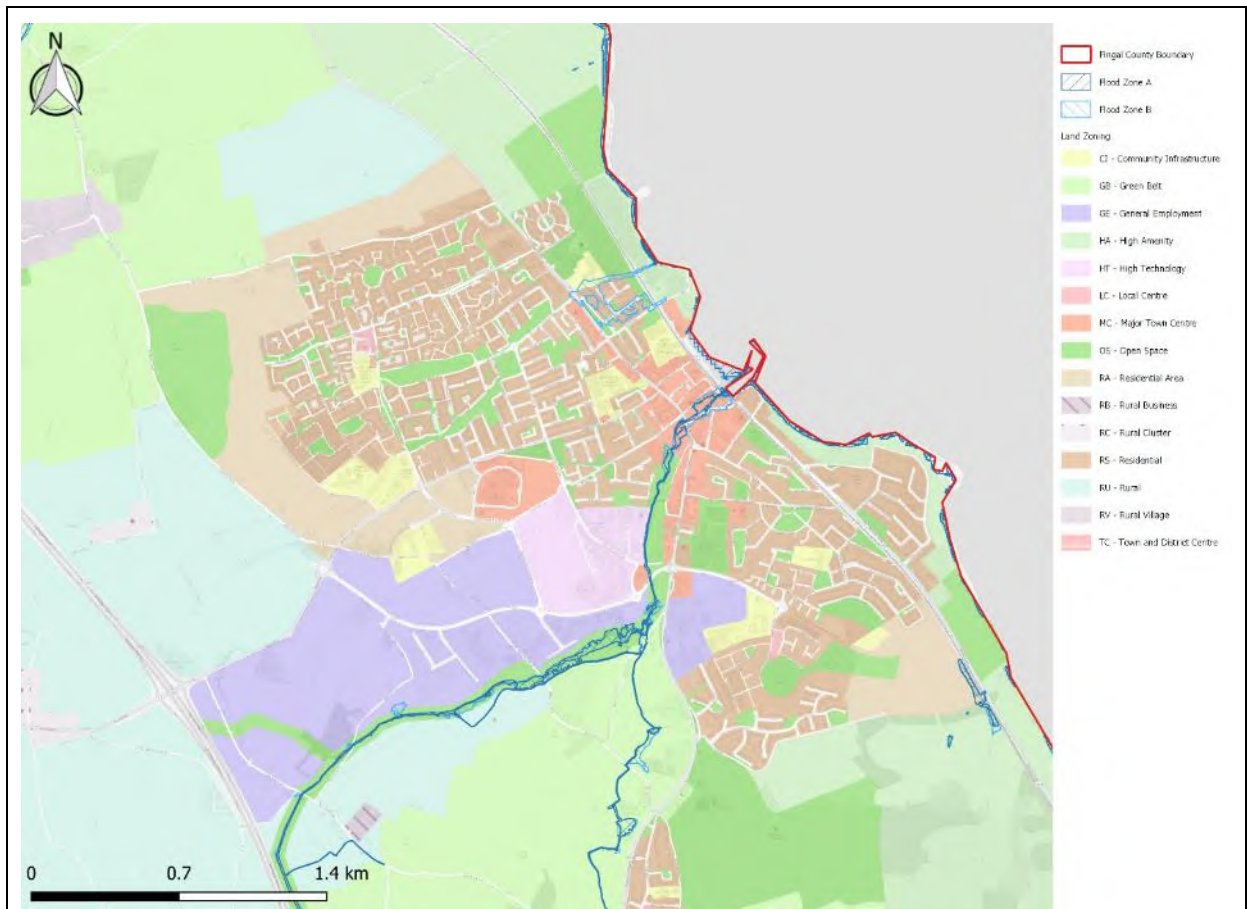 N
Fingal County Boundary
Flood Zone A
Flood Zone B
Land Zoning
CI - Community Infrastructure
GB - Green Belt
GE - General Employment
HA - High Amenity
HT - High Technology
LC - Local Centre
MC - Major Town Centre
OS - Open Space
RA - Residential Area
RB - Rural Business
RC - Rural Cluster
RS - Residential
RU - Rural
RV - Rural Village
TC - Town and District Centre
0 0.7 1.4 km